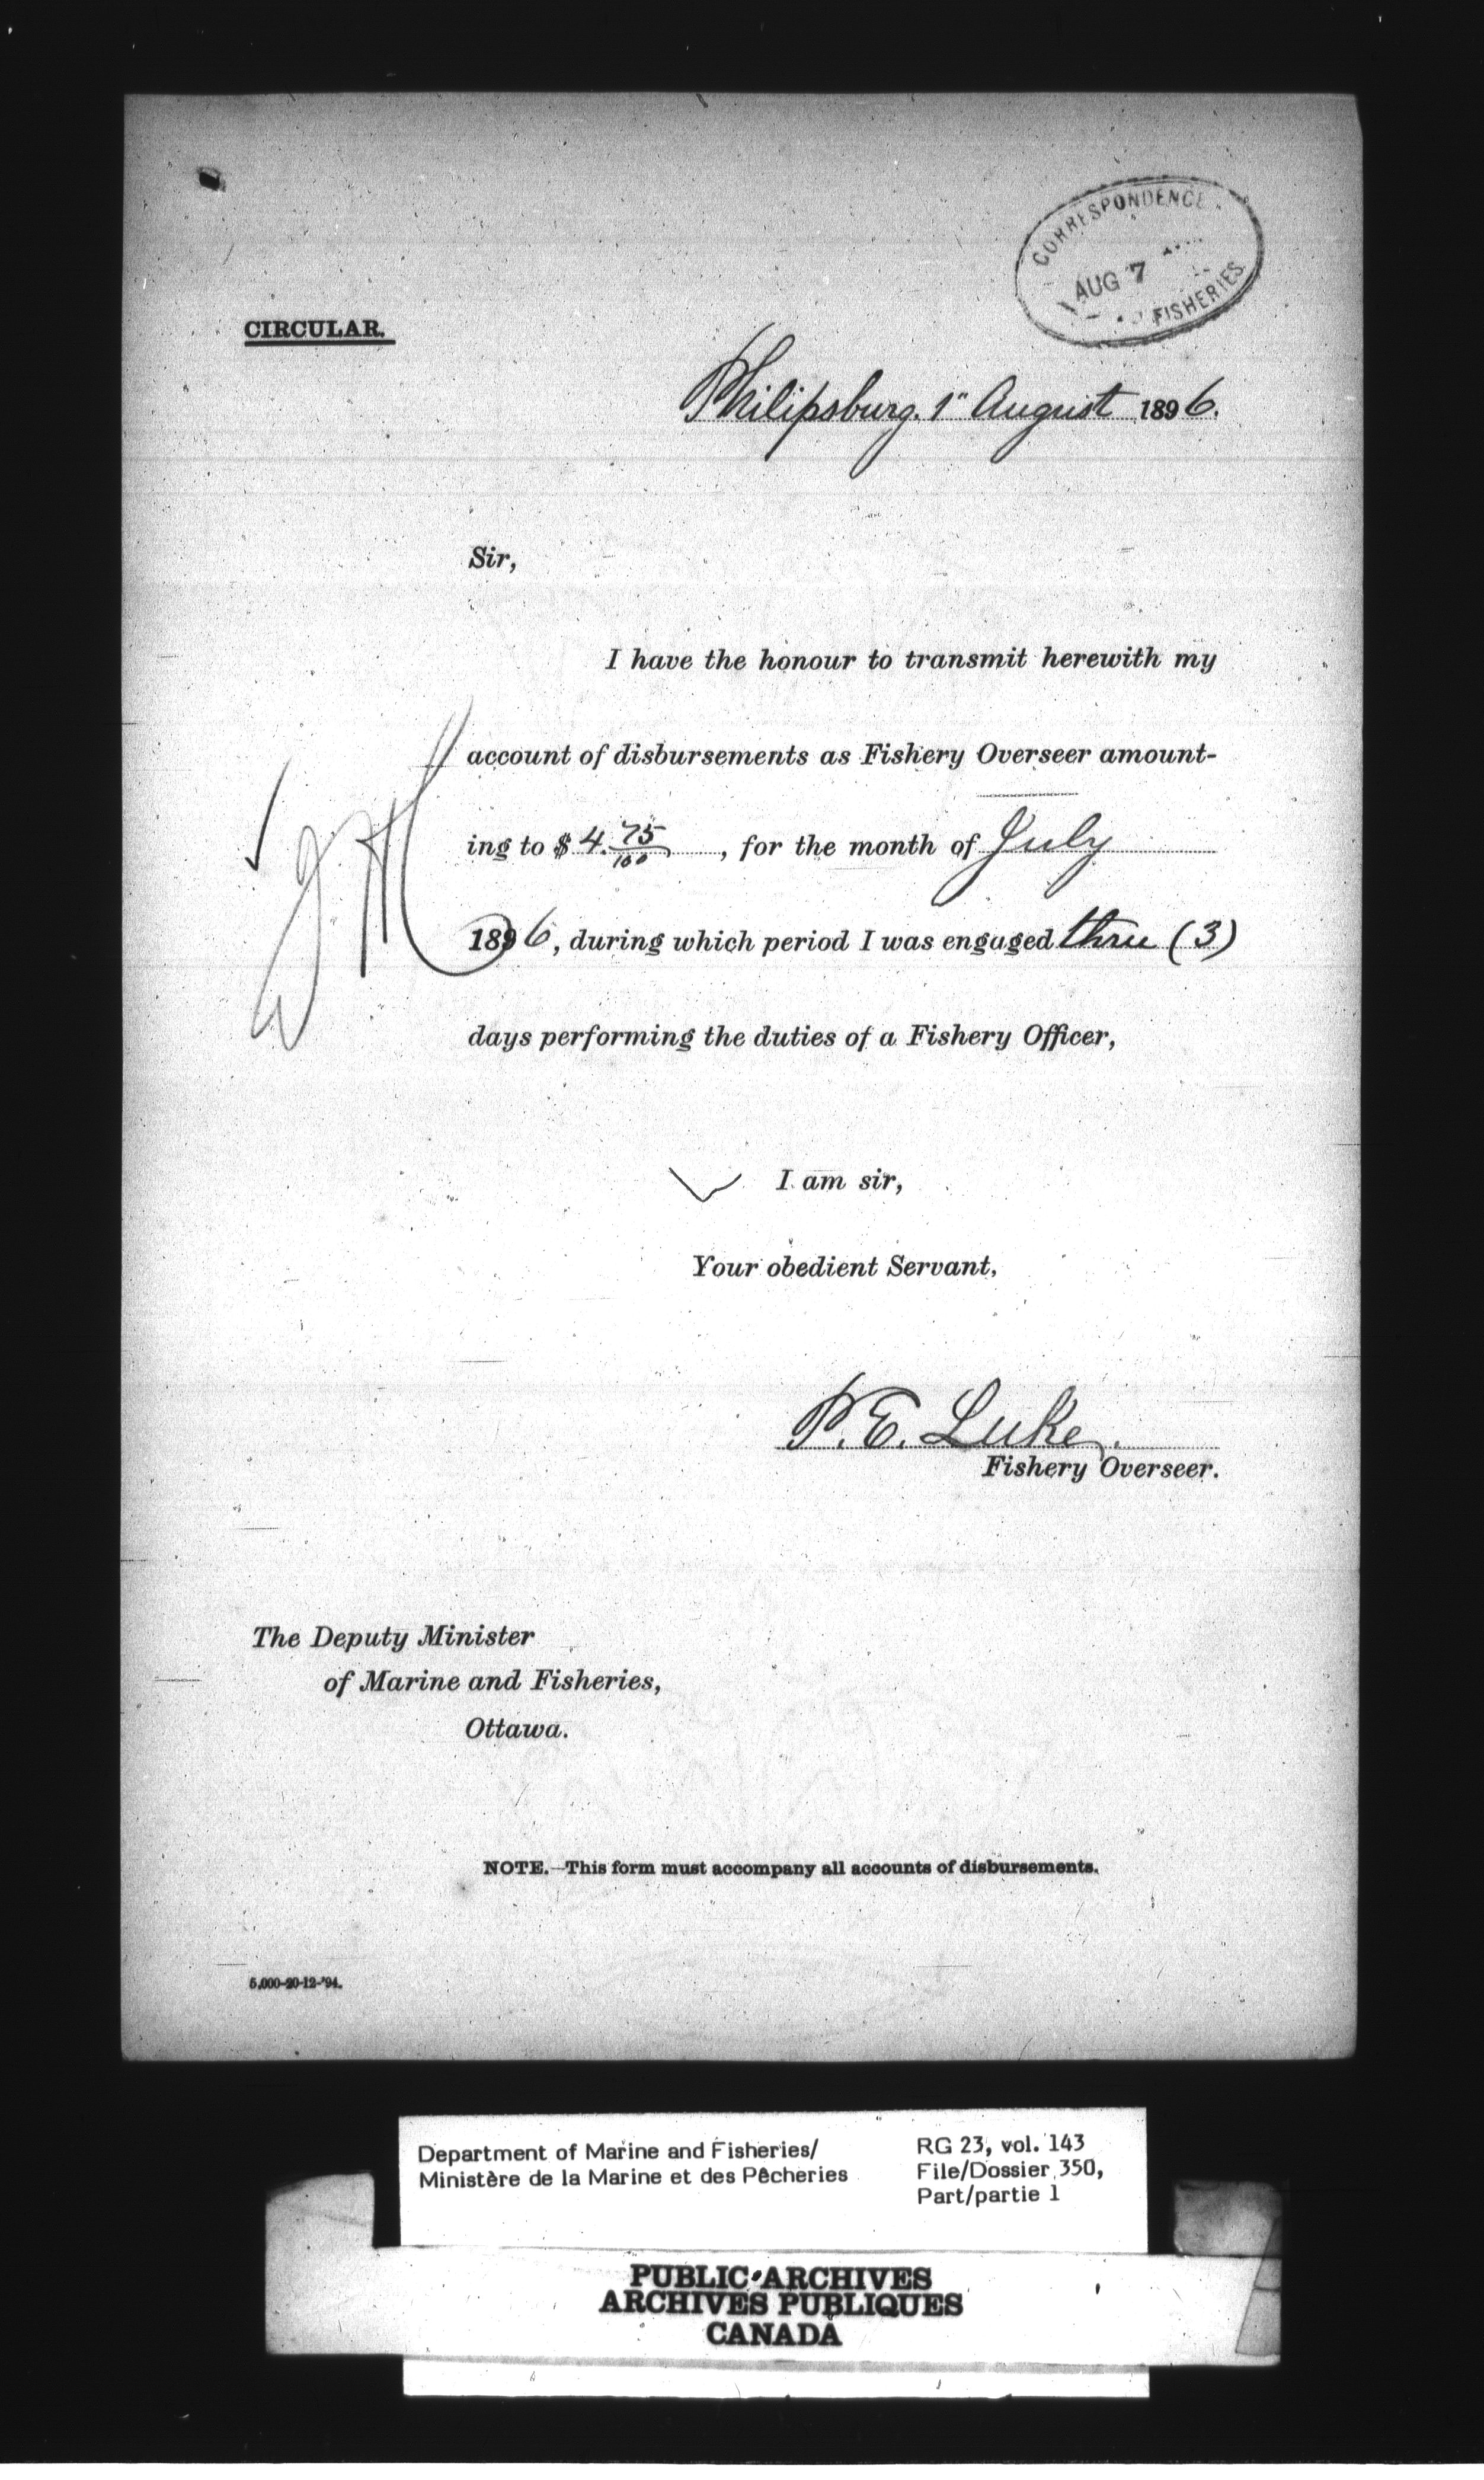 CORRESPONDENCE
AUG 7
FISHERIES
CIRCULAR.
Philipsburg. 1" August 1896.
Sir,
I have the honour to transmit herewith my
account of disbursements as Fishery Overseer amount-
ing to $ 4.75/100, for the month of July
1896, during which period I was engaged three (3)
days performing the duties of a Fishery Officer,
I am sir,
Your obedient Servant,
P. E. Luke.
Fishery Overseer.
The Deputy Minister
of Marine and Fisheries,
Ottawa.
NOTE.—This form must accompany all accounts of disbursements.
5,000-20-12-'94.
Department of Marine and Fisheries/ RG 23, vol. 143
Ministère de la Marine et des Pêcheries File/Dossier 350,
Part/partie 1
PUBLIC ARCHIVES
ARCHIVES PUBLIQUES
CANADA